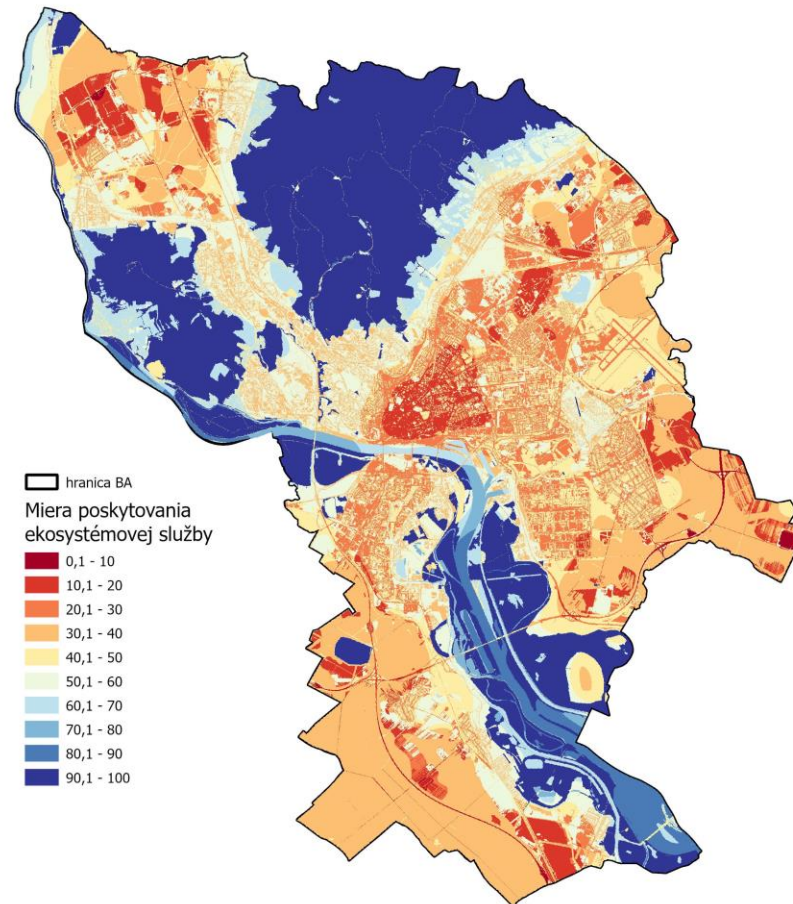 hranica BA
Miera poskytovania
ekosystémovej služby
0,1 - 10
10,1 - 20
20,1 - 30
30,1 - 40
40,1 - 50
50,1 - 60
60,1 - 70
70,1 - 80
80,1 - 90
90,1 - 100